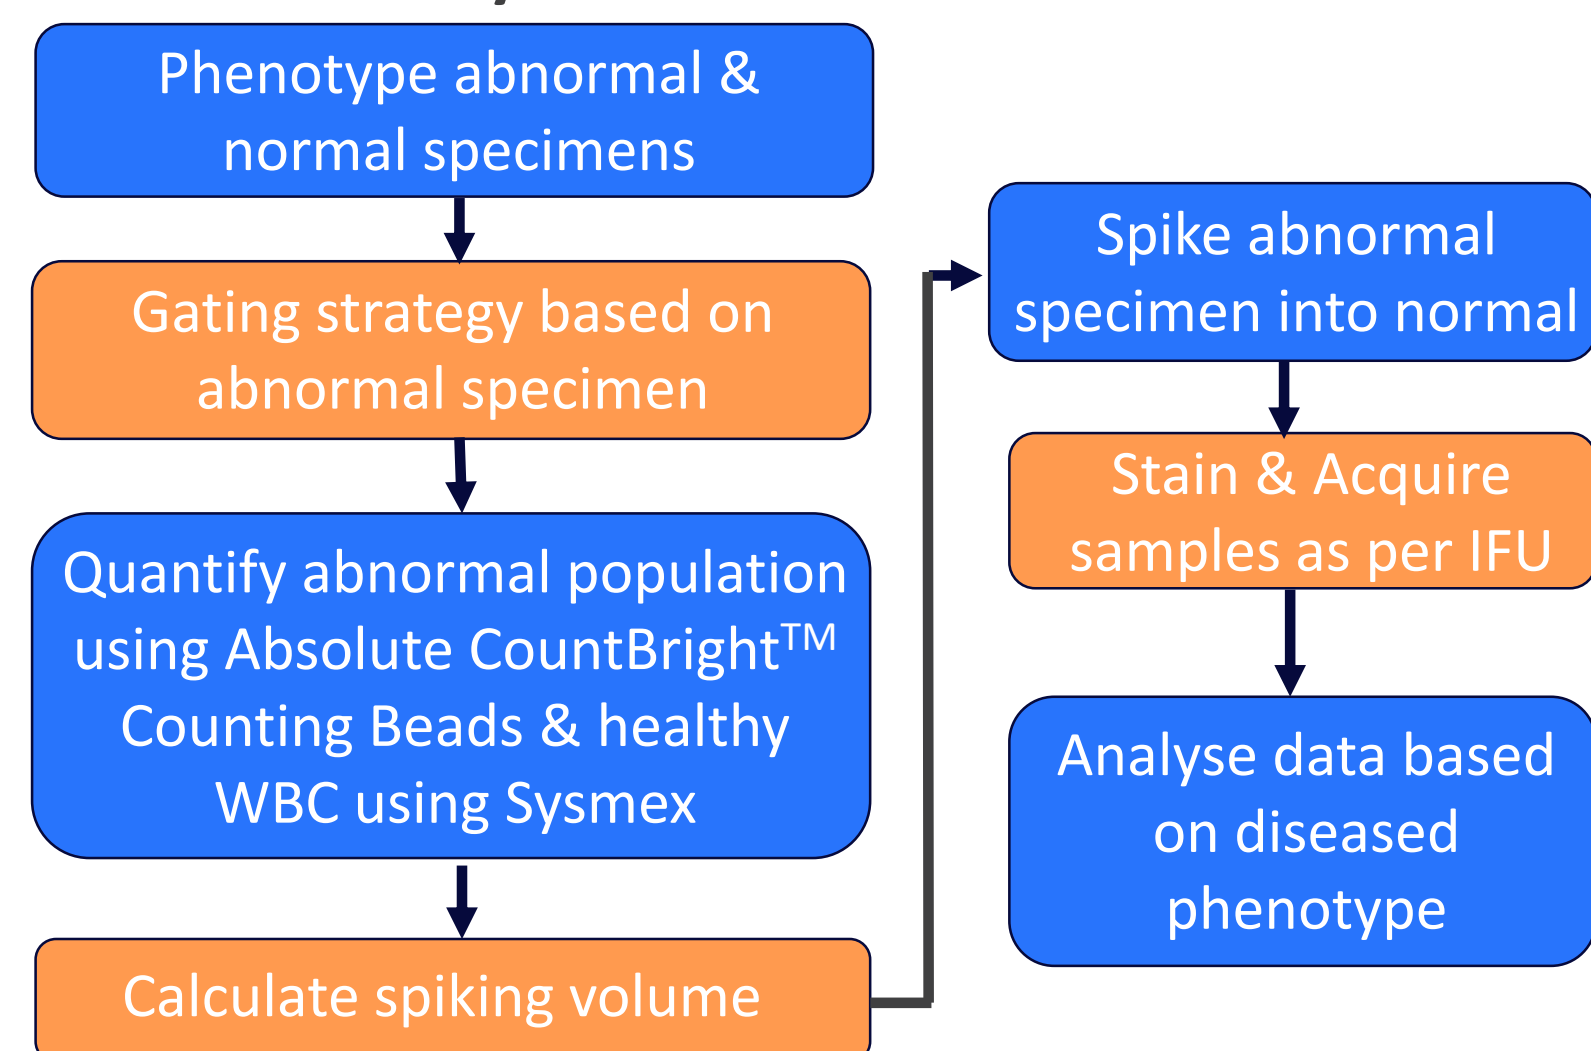 Phenotype abnormal &
normal specimens
Gating strategy based on
abnormal specimen
Quantify abnormal population
using Absolute CountBright™
Counting Beads & healthy
WBC using Sysmex
Calculate spiking volume
Spike abnormal
specimen into normal
Stain & Acquire
samples as per IFU
Analyse data based
on diseased
phenotype